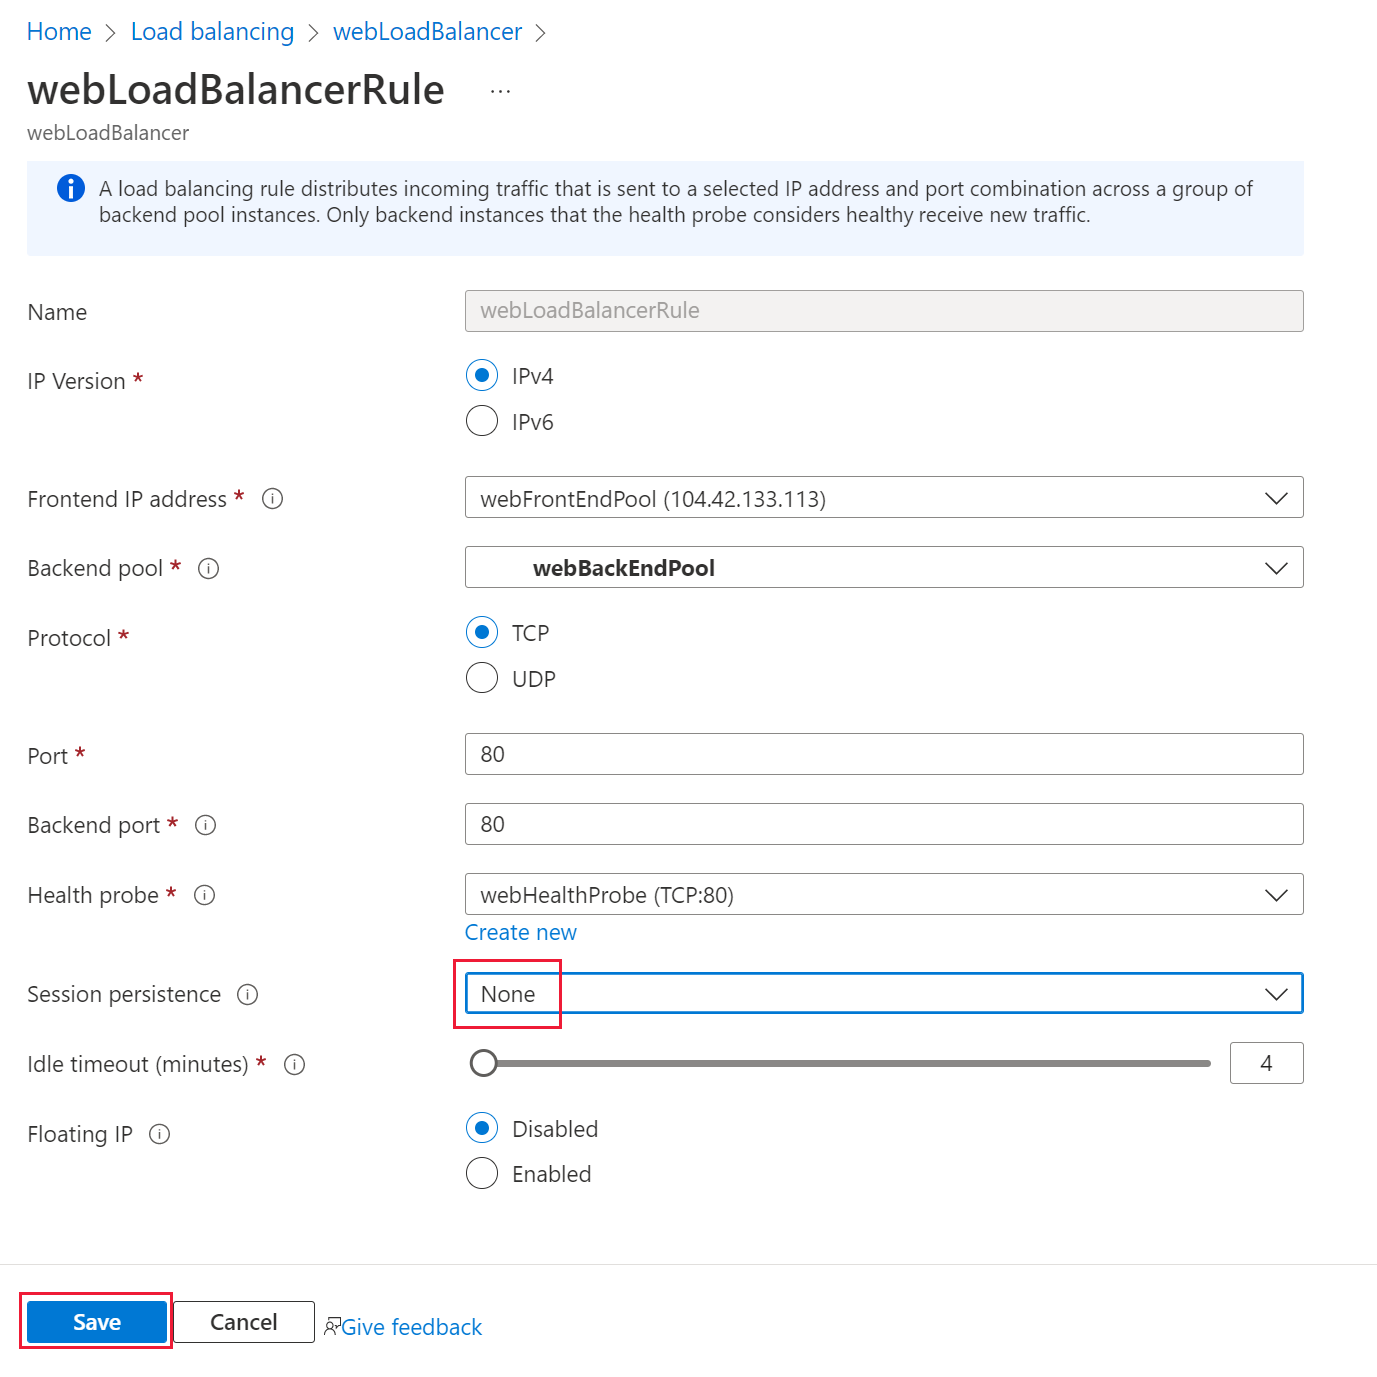 Home > Load balancing > webLoadBalancer >
webLoadBalancerRule ...
webLoadBalancer
A load balancing rule distributes incoming traffic that is sent to a selected IP address and port combination across a group of
backend pool instances. Only backend instances that the health probe considers healthy receive new traffic.
Name
webLoadBalancerRule
IP Version *
IPv4
IPv6
Frontend IP address *
webFrontEndPool (104.42.133.113)
Backend pool *
webBackEndPool
Protocol *
TCP
UDP
Port *
80
Backend port *
80
Health probe *
webHealthProbe (TCP:80)
Create new
Session persistence
None
Idle timeout (minutes) *
4
Floating IP
Disabled
Enabled
Save
Cancel
Give feedback